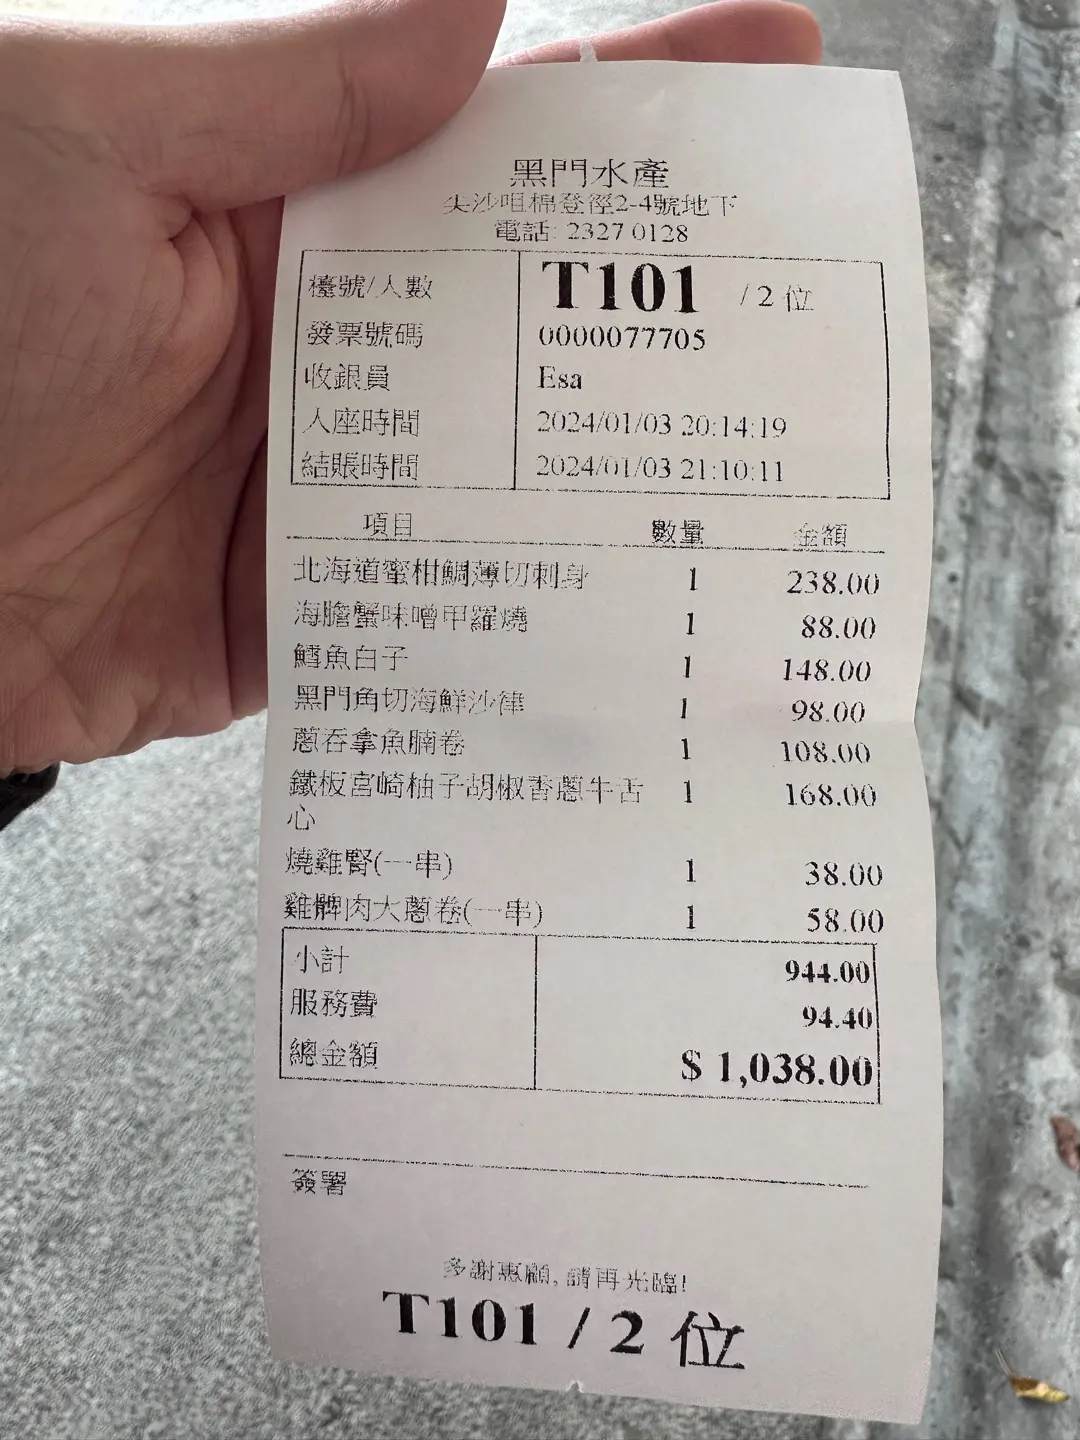 黑門水產
尖沙咀棉登徑2-4號地下
電話: 2327 0128
檯號/人數 T101 / 2 位
發票號碼 0000077705
收銀員 Esa
入座時間 2024/01/03 20:14:19
結賬時間 2024/01/03 21:10:11
項目 數量 金額
北海道蜜柑鯛薄切刺身 1 238.00
海膽蟹味噌甲羅燒 1 88.00
鱈魚白子 1 148.00
黑門角切海鮮沙律 1 98.00
蔥吞拿魚腩卷 1 108.00
鐵板宮崎柚子胡椒香蔥牛舌 1 168.00
心
燒雞腎(一串) 1 38.00
雞髀肉大蔥卷(一串) 1 58.00
小計 944.00
服務費 94.40
總金額 $ 1,038.00
簽署
多謝惠顧, 請再光臨!
T101 / 2 位